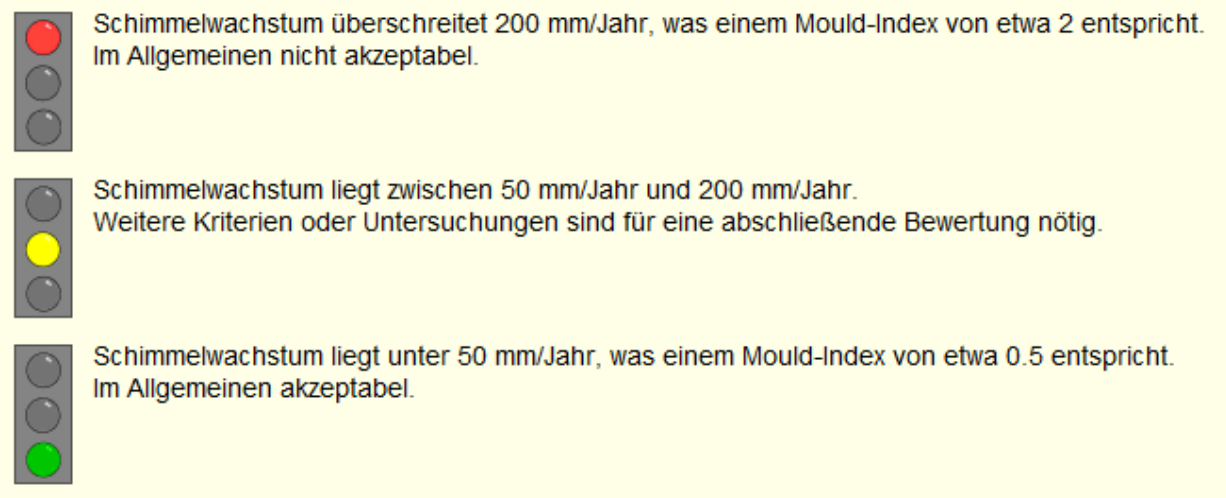 Schimmelwachstum überschreitet 200 mm/Jahr, was einem Mould-Index von etwa 2 entspricht.
Im Allgemeinen nicht akzeptabel.
Schimmelwachstum liegt zwischen 50 mm/Jahr und 200 mm/Jahr.
Weitere Kriterien oder Untersuchungen sind für eine abschließende Bewertung nötig.
Schimmelwachstum liegt unter 50 mm/Jahr, was einem Mould-Index von etwa 0.5 entspricht.
Im Allgemeinen akzeptabel.